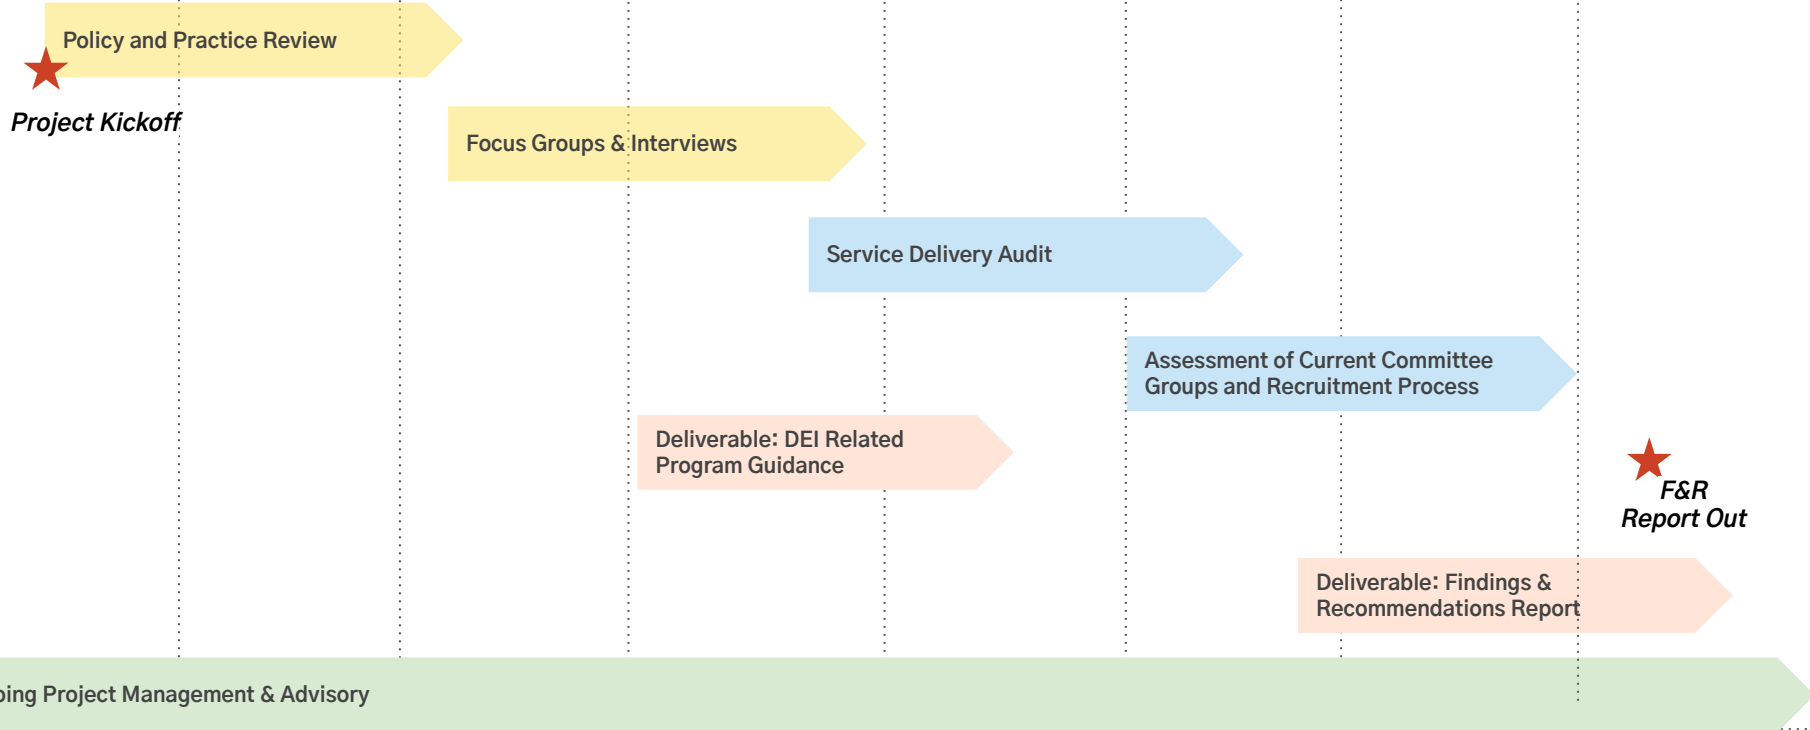 Policy and Practice Review
Project Kickoff
Focus Groups & Interviews
Service Delivery Audit
Assessment of Current Committee
Groups and Recruitment Process
Deliverable: DEI Related
Program Guidance
F&R
Report Out
Deliverable: Findings &
Recommendations Report
Project Management & Advisory